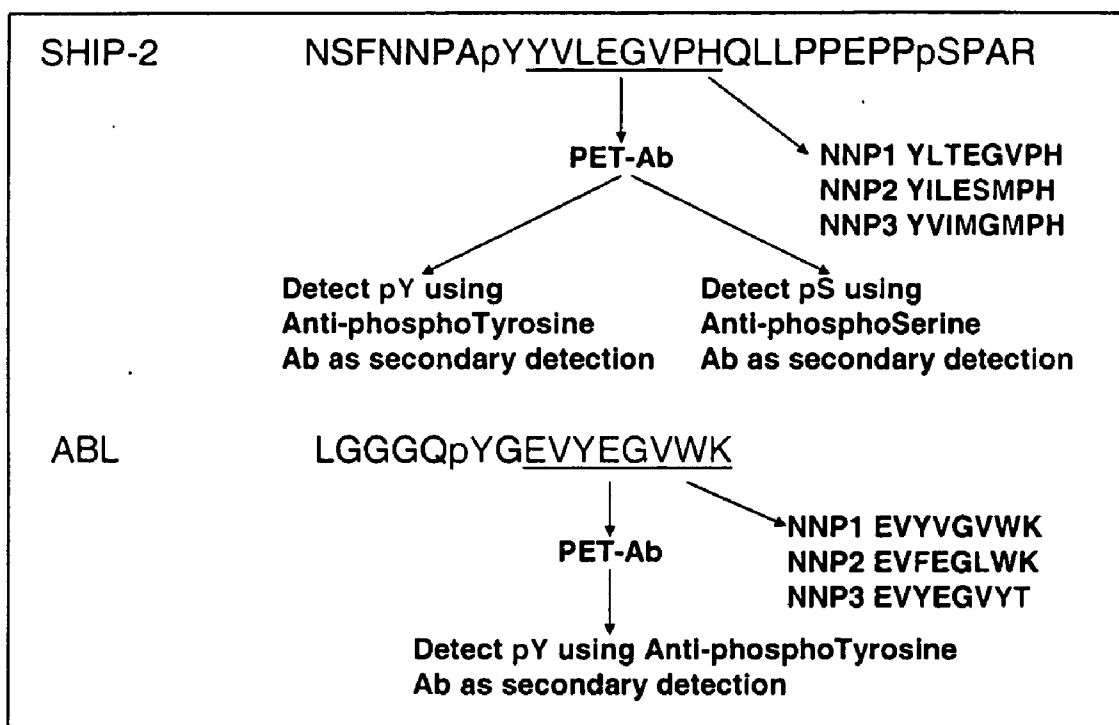 SHIP-2 NSFNNPApYYVLEGVPHQLLPPEPPpSPAR
PET-Ab
NNP1 YLTEGVPH
NNP2 YILESMPH
NNP3 YVIMGMPH
Detect pY using
Anti-phosphoTyrosine
Ab as secondary detection
Detect pS using
Anti-phosphoSerine
Ab as secondary detection
ABL LGGGQpYGEVYEGVWK
PET-Ab
NNP1 EVYVGVWK
NNP2 EVFEGLWK
NNP3 EVYEGVYT
Detect pY using Anti-phosphoTyrosine
Ab as secondary detection